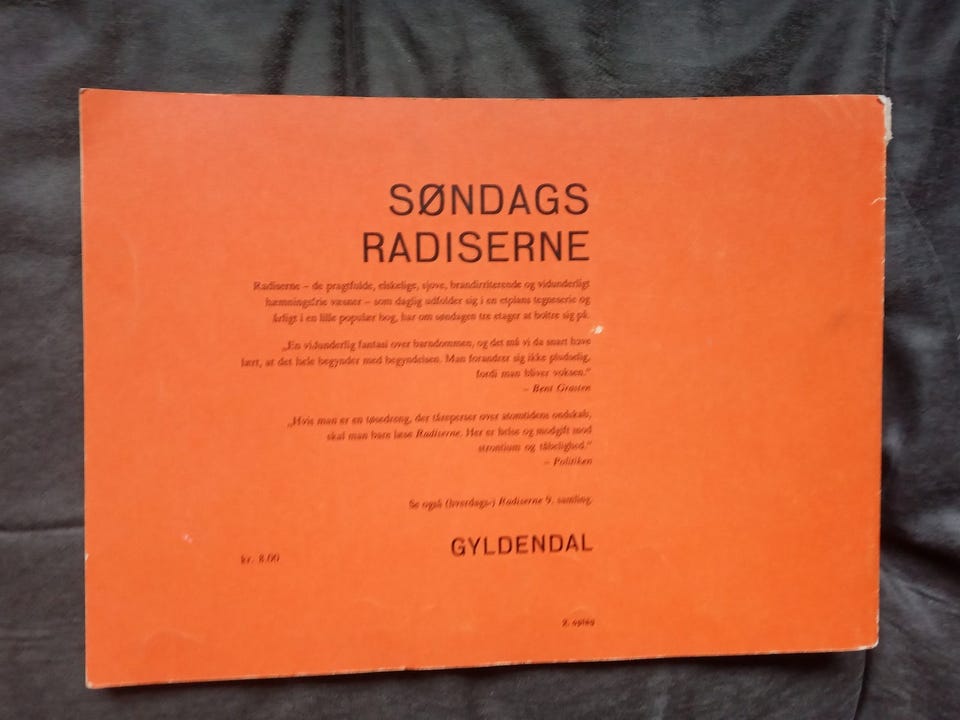 SØNDAGS
RADISERNE
Radiserne – de pragtfulde, elskelige, sjove, brandirriterende og vidunderligt
hæmningsfrie væsner – som daglig udfolder sig i en etplans tegneserie og
årligt i en lille populær bog, har om søndagen tre etager at boltre sig på.
„En vidunderlig fantasi over barndommen, og det må vi da snart have
lært, at det hele begynder med begyndelsen. Man forandrer sig ikke pludselig,
fordi man bliver voksen."
– Bent Grasten
„Hvis man er en tøsedreng, der tåreperser over atomtidens ondskab,
skal man bare læse Radiserne. Her er helse og modgift mod
strontium og tåbelighed."
– Politiken
Se også (hverdags-) Radiserne 9. samling.
GYLDENDAL
kr. 8.00
2. oplag